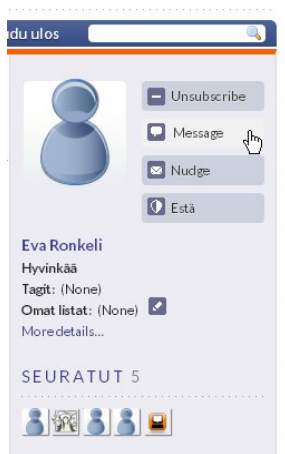 du ulos
Unsubscribe
Message
Nudge
Estä
Eva Ronkeli
Hyvinkää
Tagit: (None)
Omat listat: (None)
More details...
SEURATUT 5